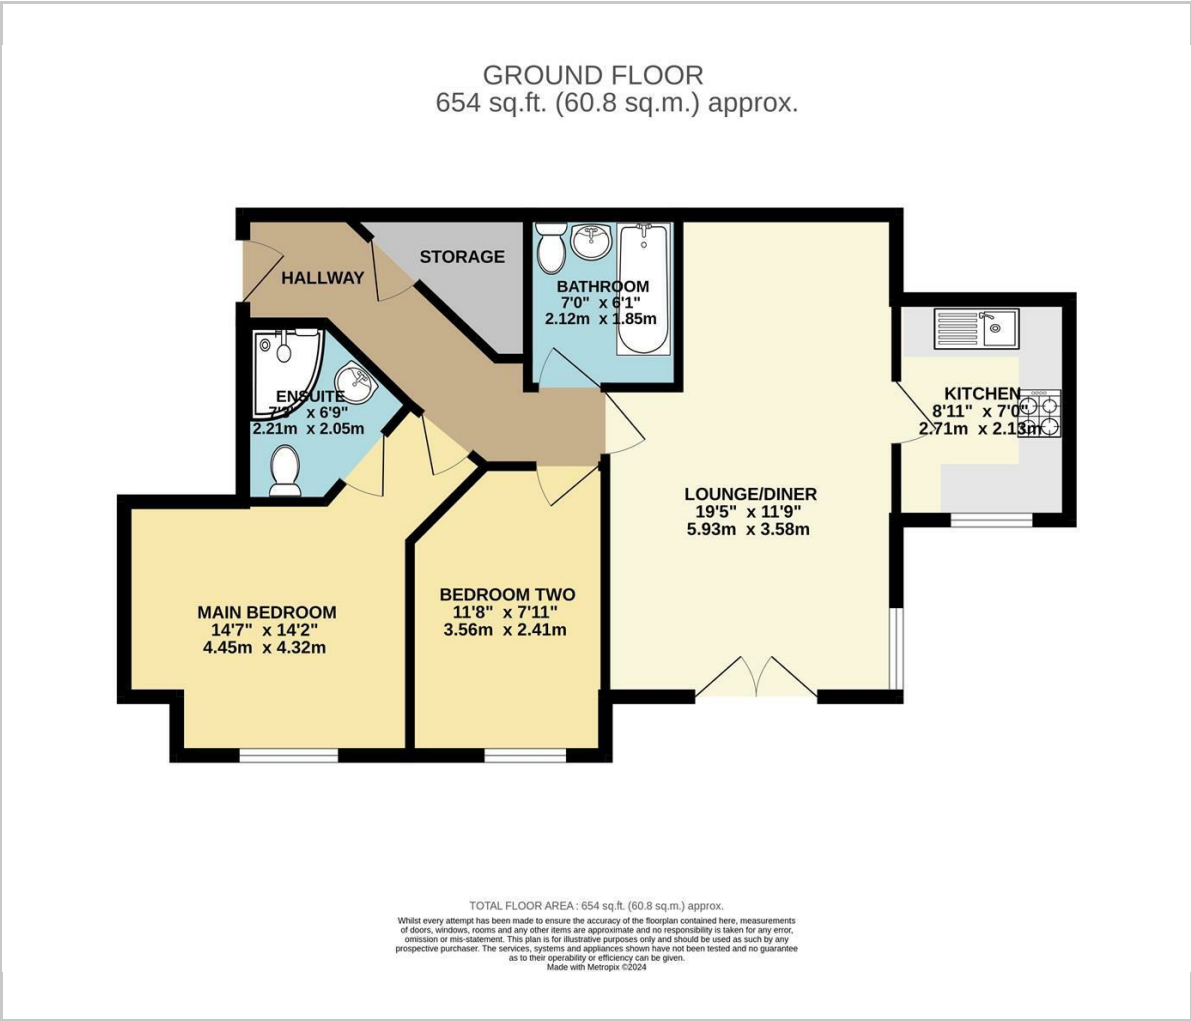 GROUND FLOOR
654 sq.ft. (60.8 sq.m.) approx.
HALLWAY
STORAGE
BATHROOM
7'0" x 6'1"
2.12m x 1.85m
ENSUITE
7'3" x 6'9"
2.21m x 2.05m
KITCHEN
8'11" x 7'0"
2.71m x 2.13m
LOUNGE/DINER
19'5" x 11'9"
5.93m x 3.58m
MAIN BEDROOM
14'7" x 14'2"
4.45m x 4.32m
BEDROOM TWO
11'8" x 7'11"
3.56m x 2.41m
TOTAL FLOOR AREA : 654 sq.ft. (60.8 sq.m.) approx.
Whilst every attempt has been made to ensure the accuracy of the floorplan contained here, measurements
of doors, windows, rooms and any other items are approximate and no responsibility is taken for any error,
omission or mis-statement. This plan is for illustrative purposes only and should be used as such by any
prospective purchaser. The services, systems and appliances shown have not been tested and no guarantee
as to their operability or efficiency can be given.
Made with Metropix ©2024